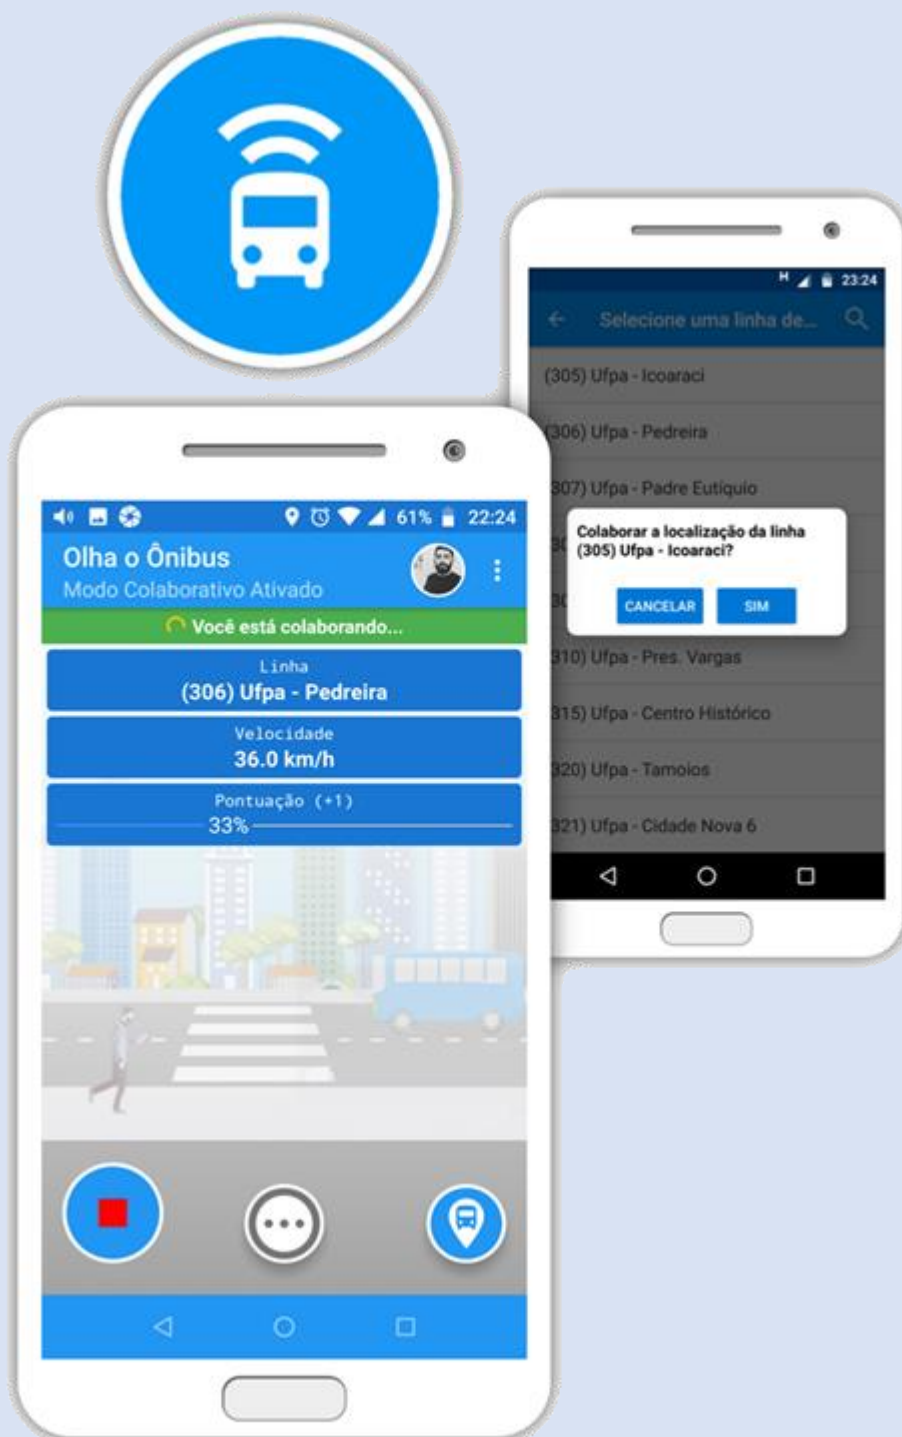 H 23:24
Selecione uma linha de...
(305) Ufpa - Icoaraci
(306) Ufpa - Pedreira
307) Ufpa - Padre Eutiquio
30
Colaborar a localização da linha
(305) Ufpa - Icoaraci?
30
CANCELAR SIM
310) Ufpa - Pres. Vargas
315) Ufpa - Centro Histórico
320) Ufpa - Tamoios
321) Ufpa - Cidade Nova 6
61% 22:24
Olha o Ônibus
Modo Colaborativo Ativado
Você está colaborando...
Linha
(306) Ufpa - Pedreira
Velocidade
36.0 km/h
Pontuação (+1)
33%